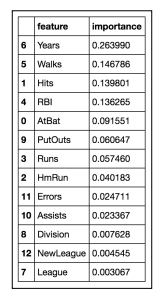 feature importance
6 Years 0.263990
5 Walks 0.146786
1 Hits 0.139801
4 RBI 0.136265
0 AtBat 0.091551
9 PutOuts 0.060647
3 Runs 0.057460
2 HmRun 0.040183
11 Errors 0.024711
10 Assists 0.023367
8 Division 0.007628
12 NewLeague 0.004545
7 League 0.003067